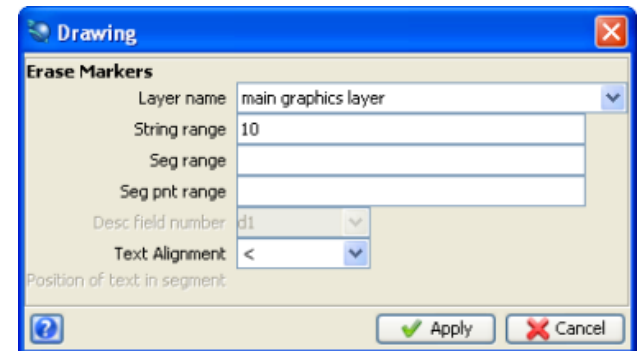 Drawing
Erase Markers
Layer name main graphics layer
String range 10
Seg range
Seg pnt range
Desc field number d1
Text Alignment <
Position of text in segment
? Apply Cancel